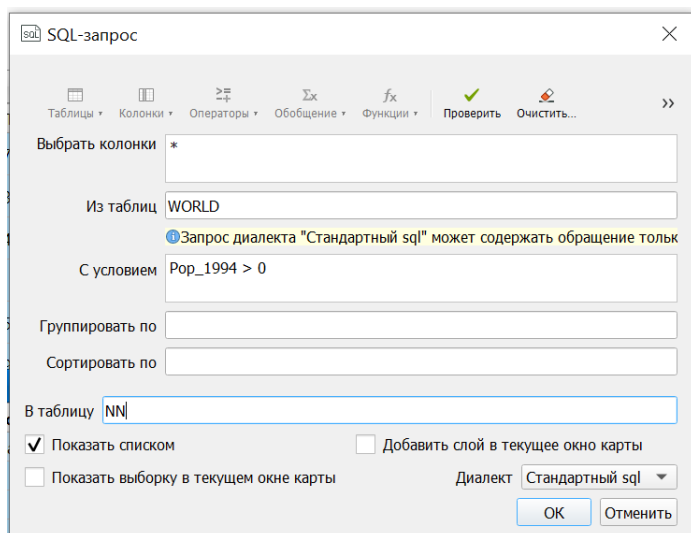 sql SQL-запрос
Таблицы Колонки Операторы Обобщение Функции Проверить Очистить...
Выбрать колонки *
Из таблиц WORLD
Запрос диалекта "Стандартный sql" может содержать обращение тольк
С условием Pop_1994 > 0
Группировать по
Сортировать по
В таблицу NN
Показать списком Добавить слой в текущее окно карты
Показать выборку в текущем окне карты Диалект Стандартный sql
OK Отменить